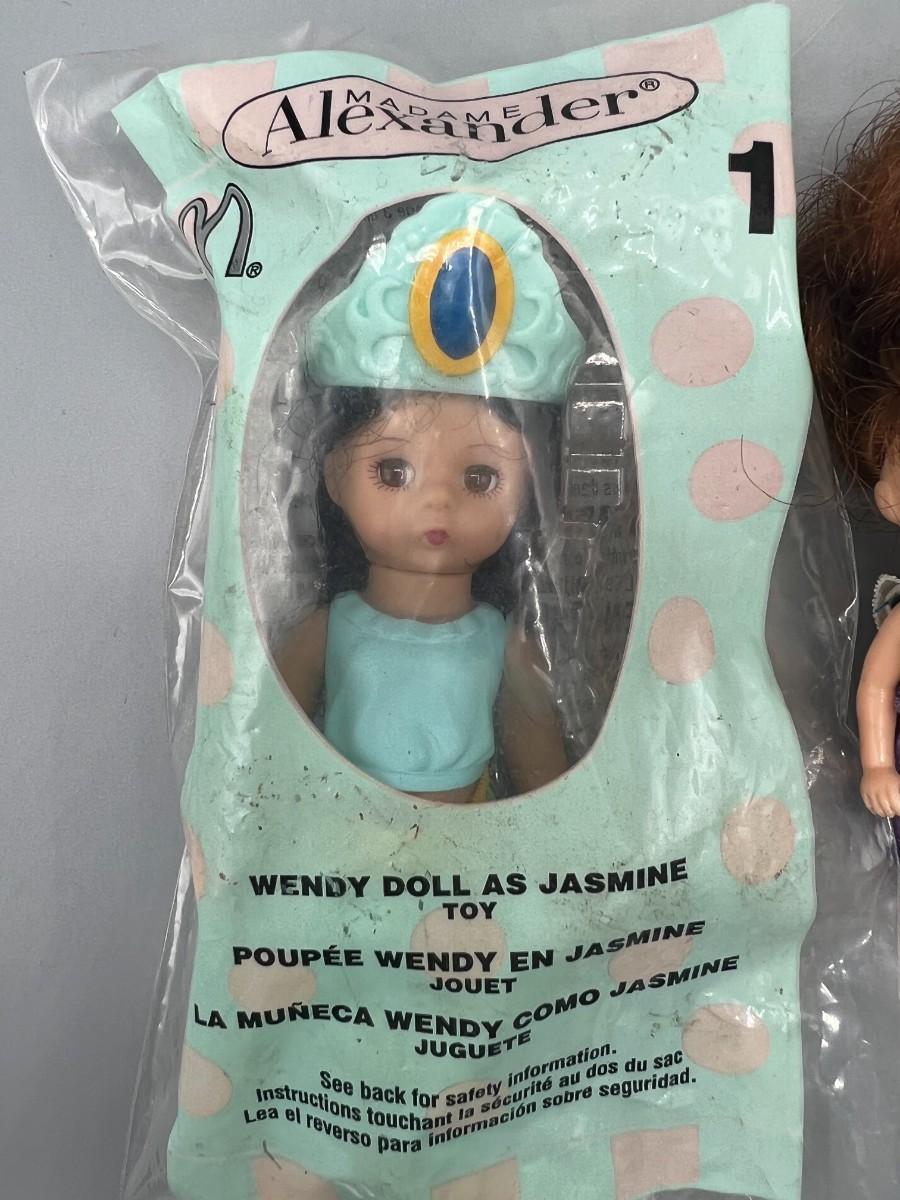 MADAME
Alexander®
1
®
WENDY DOLL AS JASMINE
TOY
POUPÉE WENDY EN JASMINE
JOUET
LA MUÑECA WENDY COMO JASMINE
JUGUETE
See back for safety information.
Instructions touchant la sécurité au dos du sac
Lea el reverso para información sobre seguridad.